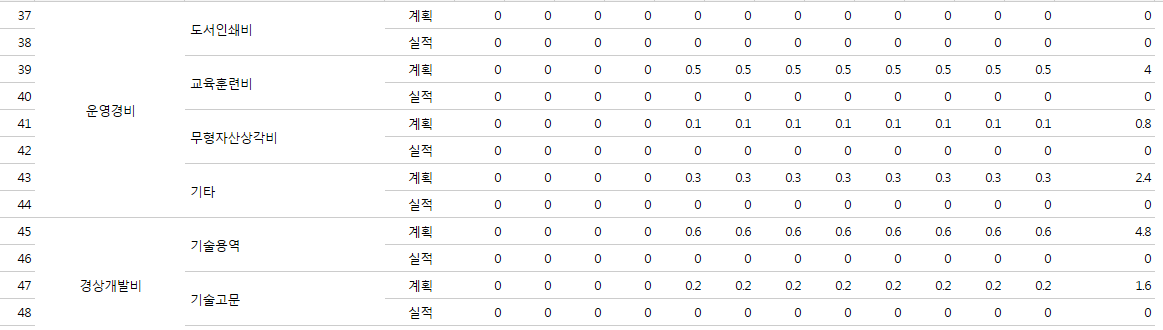 37 도서인쇄비 계획 0 0 0 0 0 0 0 0 0 0 0 0 0
38 실적 0 0 0 0 0 0 0 0 0 0 0 0 0
39 교육훈련비 계획 0 0 0 0 0.5 0.5 0.5 0.5 0.5 0.5 0.5 0.5 4
40 실적 0 0 0 0 0 0 0 0 0 0 0 0 0
운영경비
41 무형자산상각비 계획 0 0 0 0 0.1 0.1 0.1 0.1 0.1 0.1 0.1 0.1 0.8
42 실적 0 0 0 0 0 0 0 0 0 0 0 0 0
43 기타 계획 0 0 0 0 0.3 0.3 0.3 0.3 0.3 0.3 0.3 0.3 2.4
44 실적 0 0 0 0 0 0 0 0 0 0 0 0 0
45 기술용역 계획 0 0 0 0 0.6 0.6 0.6 0.6 0.6 0.6 0.6 0.6 4.8
46 실적 0 0 0 0 0 0 0 0 0 0 0 0 0
47 경상개발비 기술고문 계획 0 0 0 0 0.2 0.2 0.2 0.2 0.2 0.2 0.2 0.2 1.6
48 실적 0 0 0 0 0 0 0 0 0 0 0 0 0